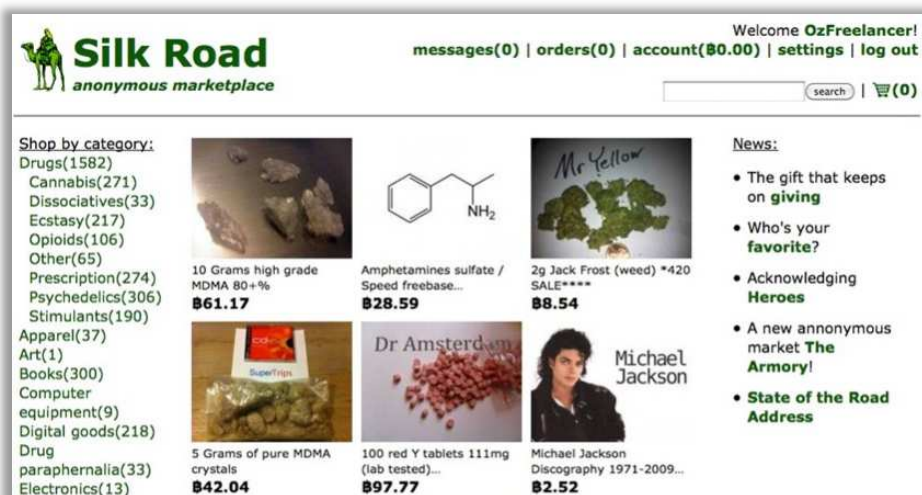 Silk Road
anonymous marketplace
Welcome OzFreelancer!
messages(0) | orders(0) | account(฿0.00) | settings | log out
search | (0)
Shop by category:
Drugs(1582)
Cannabis(271)
Dissociatives(33)
Ecstasy(217)
Opioids(106)
Other(65)
Prescription(274)
Psychedelics(306)
Stimulants(190)
Apparel(37)
Art(1)
Books(300)
Computer
equipment(9)
Digital goods(218)
Drug
paraphernalia(33)
Electronics(13)
10 Grams high grade
MDMA 80+%
฿61.17
NH₂
Amphetamines sulfate /
Speed freebase...
฿28.59
Mr Yellow
2g Jack Frost (weed) *420
SALE****
฿8.54
SuperTrips
5 Grams of pure MDMA
crystals
฿42.04
Dr Amsterdam
100 red Y tablets 111mg
(lab tested)...
฿97.77
Michael
Jackson
Michael Jackson
Discography 1971-2009...
฿2.52
News:
The gift that keeps
on giving
Who's your
favorite?
Acknowledging
Heroes
A new annonymous
market The
Armory!
State of the Road
Address